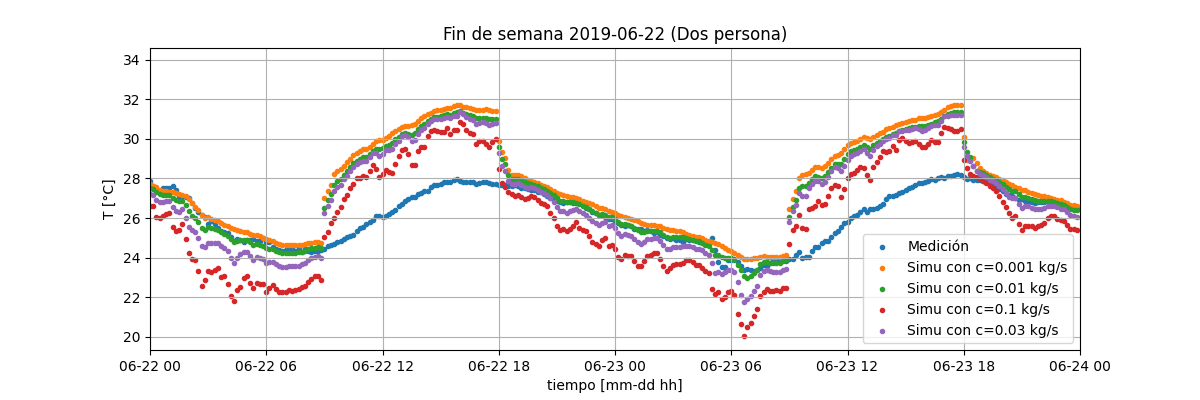 Fin de semana 2019-06-22 (Dos persona)
34
32
30
28
26
24
22
20
T [°C]
Medición
Simu con c=0.001 kg/s
Simu con c=0.01 kg/s
Simu con c=0.1 kg/s
Simu con c=0.03 kg/s
06-22 00 06-22 06 06-22 12 06-22 18 06-23 00 06-23 06 06-23 12 06-23 18 06-24 00
tiempo [mm-dd hh]